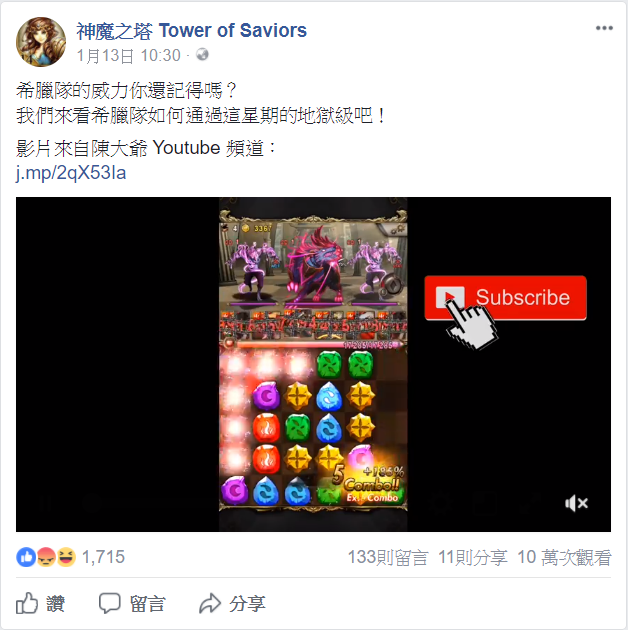 神魔之塔 Tower of Saviors
1月13日 10:30 ·
希臘隊的威力你還記得嗎？
我們來看希臘隊如何通過這星期的地獄級吧！
影片來自陳大爺 Youtube 頻道：
j.mp/2qX53Ia
4 3367
Subscribe
+196%
5 Combo!!
Ex. Combo
1,715
133則留言 11則分享 10 萬次觀看
讚 留言 分享